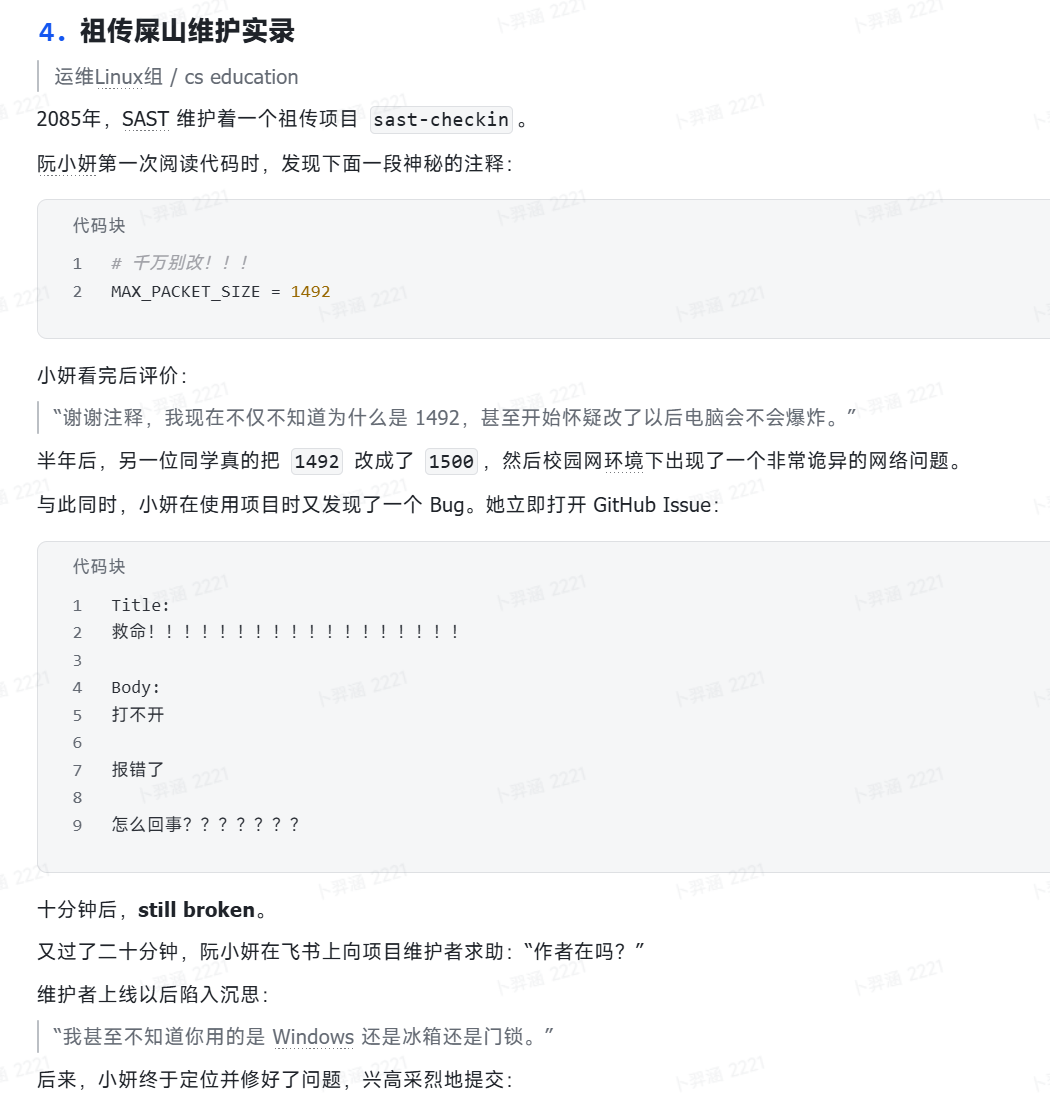 4. 祖传屎山维护实录
运维Linux组 / cs education
2085年，SAST 维护着一个祖传项目 sast-checkin 。
阮小妍第一次阅读代码时，发现下面一段神秘的注释：
代码块
1 # 千万别改！！！
2 MAX_PACKET_SIZE = 1492
小妍看完后评价：
“谢谢注释，我现在不仅不知道为什么是 1492，甚至开始怀疑改了以后电脑会不会爆炸。”
半年后，另一位同学真的把 1492 改成了 1500 ，然后校园网环境下出现了一个非常诡异的网络问题。
与此同时，小妍在使用项目时又发现了一个 Bug。她立即打开 GitHub Issue：
代码块
1 Title:
2 救命！！！！！！！！！！！！！！！！！！
3
4 Body:
5 打不开
6
7 报错了
8
9 怎么回事？？？？？？？
十分钟后，still broken。
又过了二十分钟，阮小妍在飞书上向项目维护者求助：“作者在吗？”
维护者上线以后陷入沉思：
“我甚至不知道你用的是 Windows 还是冰箱还是门锁。”
后来，小妍终于定位并修好了问题，兴高采烈地提交：
卜羿涵 2221